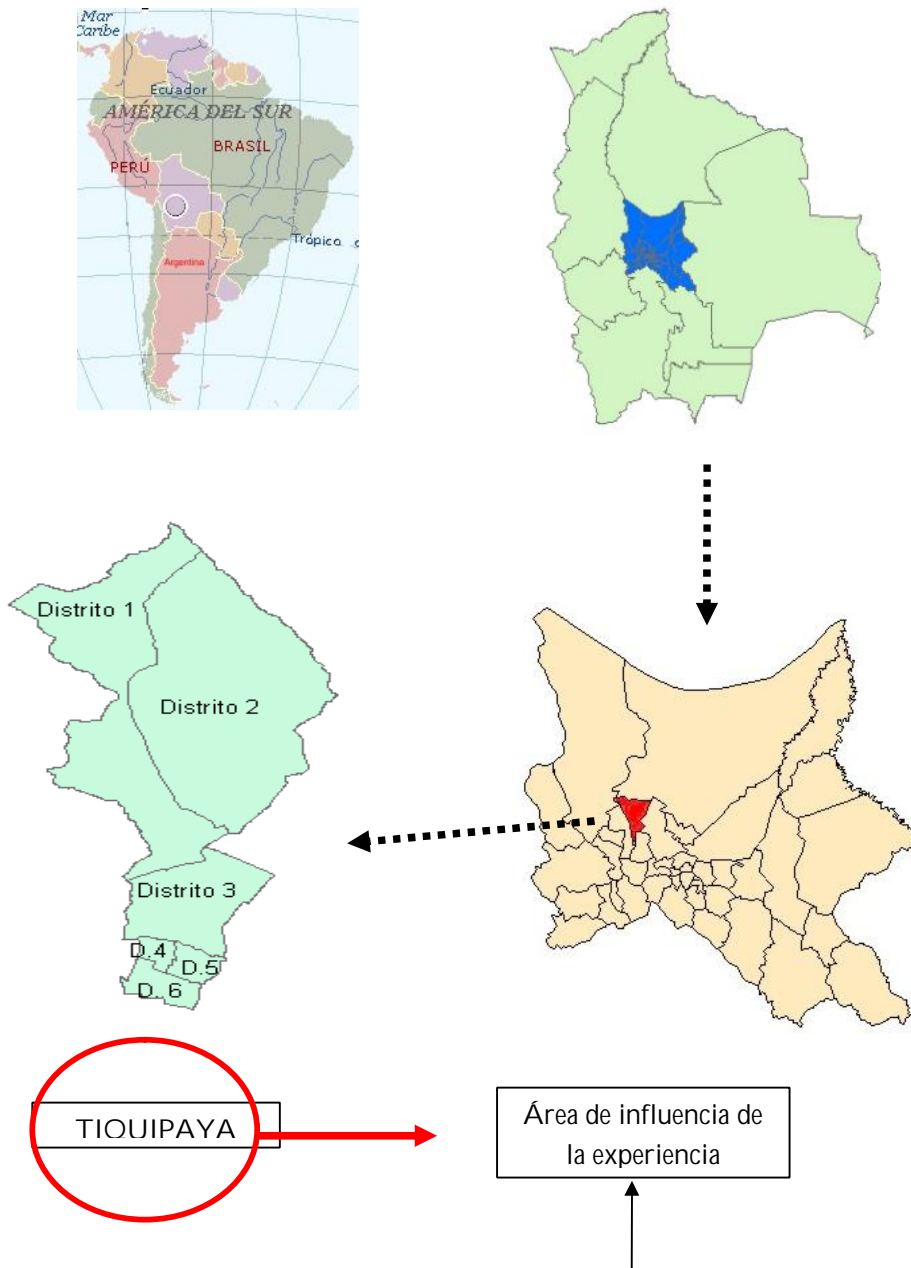 Mar
Caribe
Ecuador
AMÉRICA DEL SUR
BRASIL
PERÚ
Trópico
Argentina
Distrito 1
Distrito 2
Distrito 3
D.4
D.5
D. 6
TIQUIPAYA
Área de influencia de
la experiencia